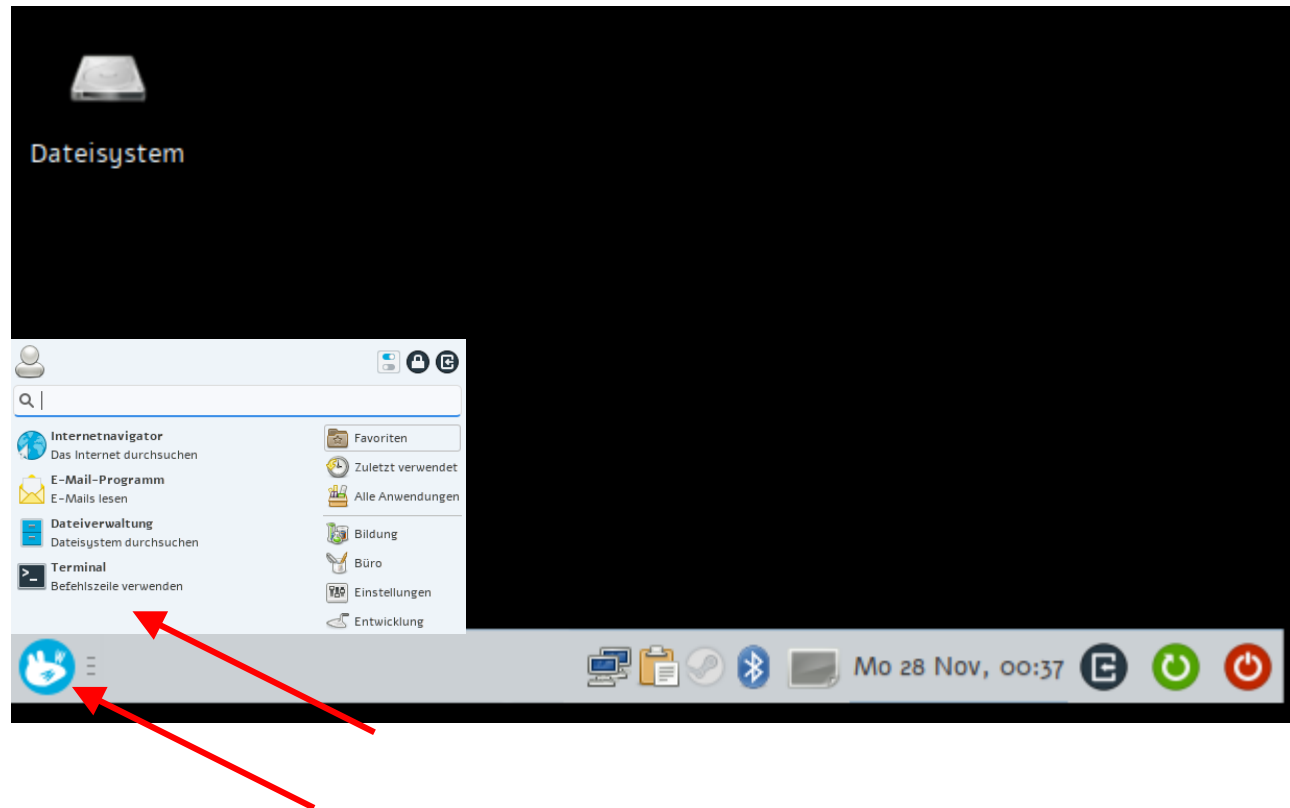 Dateisystem
Internetnavigator
Das Internet durchsuchen
E-Mail-Programm
E-Mails lesen
Dateiverwaltung
Dateisystem durchsuchen
Terminal
Befehlszeile verwenden
Favoriten
Zuletzt verwendet
Alle Anwendungen
Bildung
Büro
Einstellungen
Entwicklung
Mo 28 Nov, 00:37